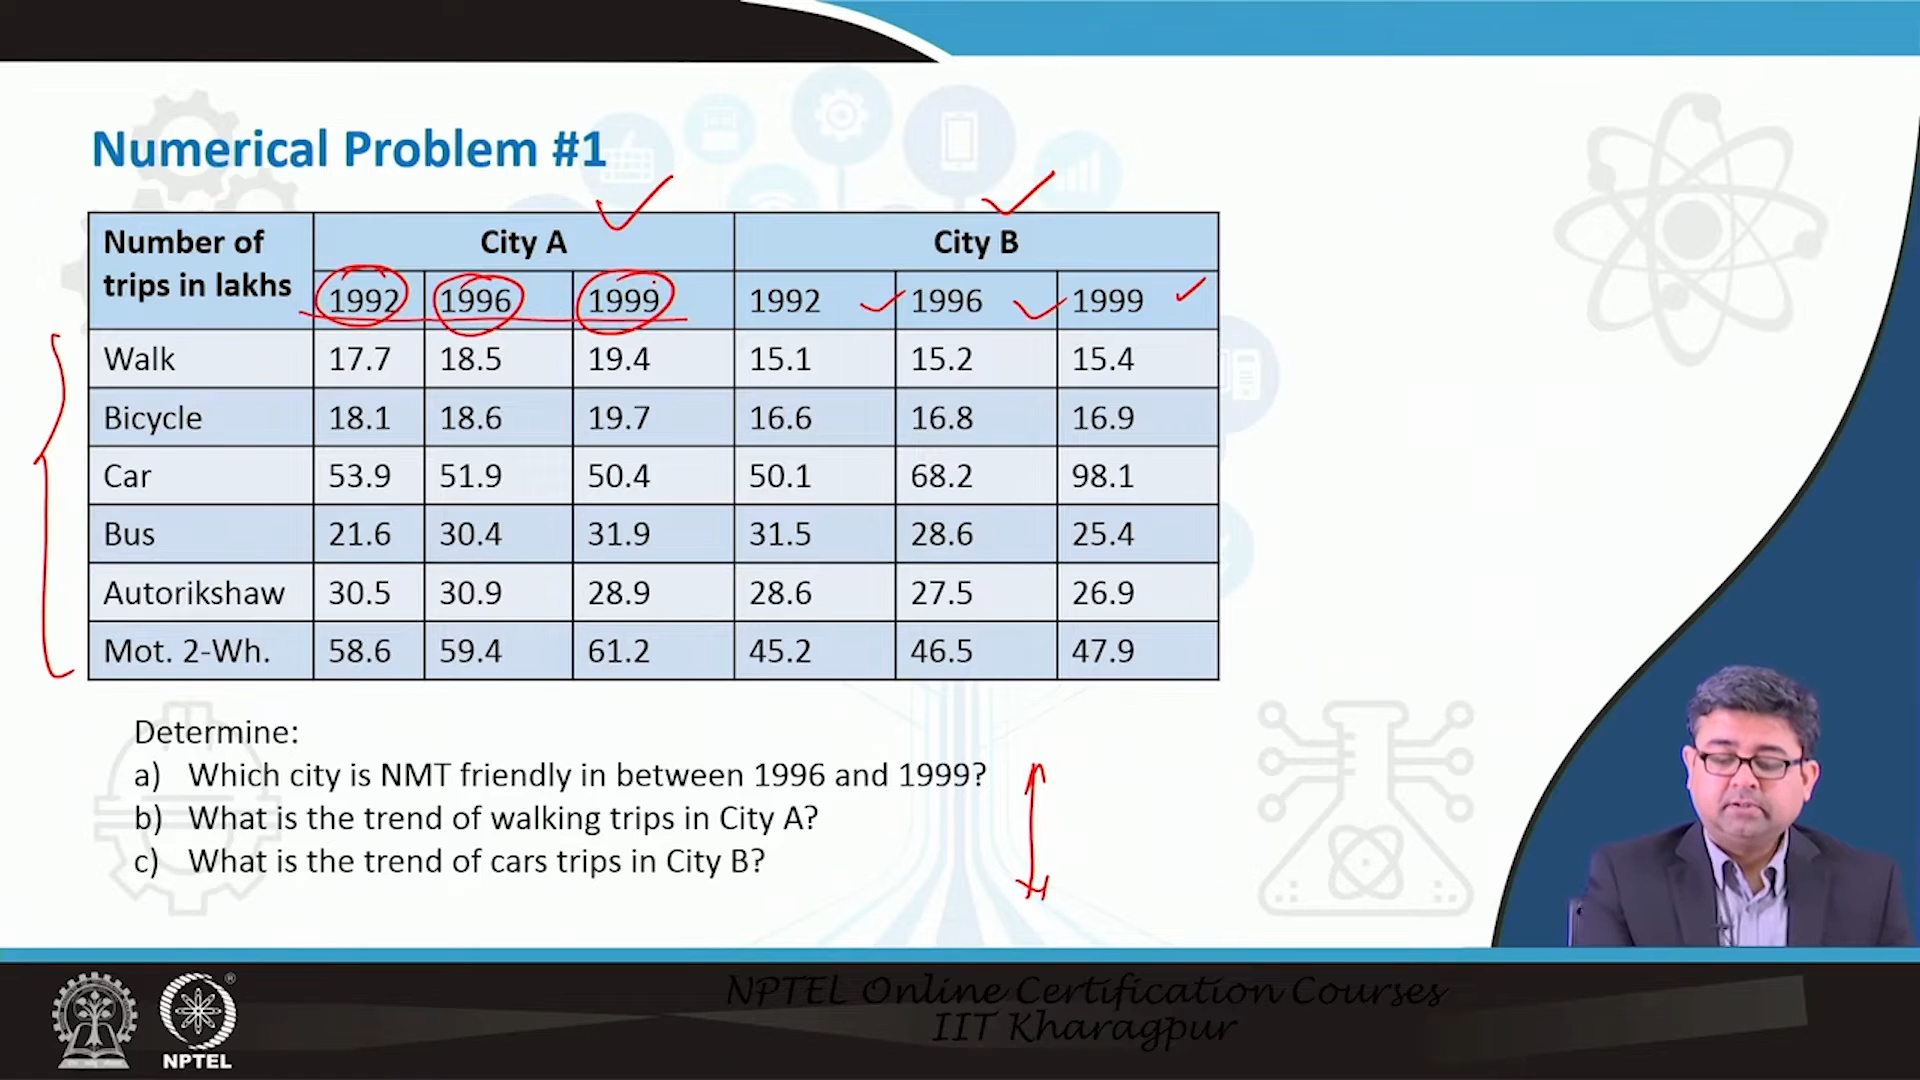 Numerical Problem #1
Number of trips in lakhs City A City B
1992 1996 1999 1992 1996 1999
Walk 17.7 18.5 19.4 15.1 15.2 15.4
Bicycle 18.1 18.6 19.7 16.6 16.8 16.9
Car 53.9 51.9 50.4 50.1 68.2 98.1
Bus 21.6 30.4 31.9 31.5 28.6 25.4
Autorikshaw 30.5 30.9 28.9 28.6 27.5 26.9
Mot. 2-Wh. 58.6 59.4 61.2 45.2 46.5 47.9
Determine:
a) Which city is NMT friendly in between 1996 and 1999?
b) What is the trend of walking trips in City A?
c) What is the trend of cars trips in City B?
NPTEL Online Certification Courses
IIT Kharagpur
NPTEL
®